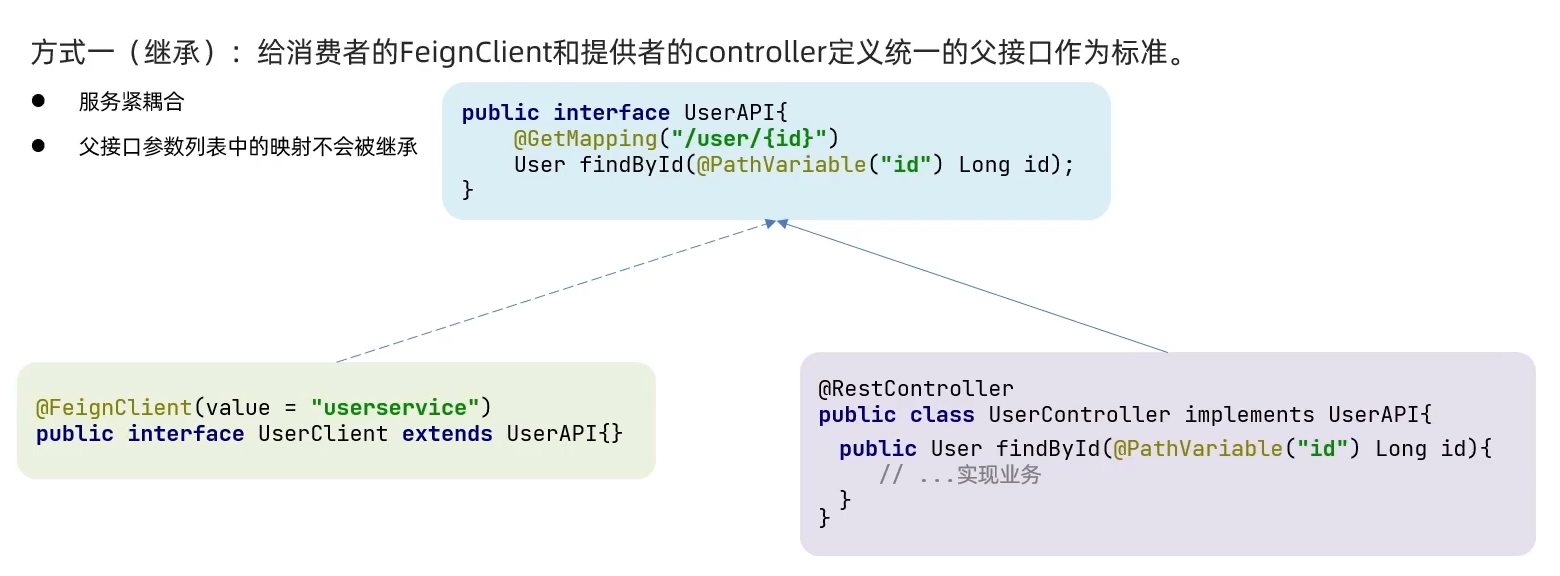 方式一（继承）：给消费者的FeignClient和提供者的controller定义统一的父接口作为标准。
● 服务紧耦合
● 父接口参数列表中的映射不会被继承
public interface UserAPI{
    @GetMapping("/user/{id}")
    User findById(@PathVariable("id") Long id);
}
@FeignClient(value = "userservice")
public interface UserClient extends UserAPI{}
@RestController
public class UserController implements UserAPI{
  public User findById(@PathVariable("id") Long id){
     // ...实现业务
  }
}